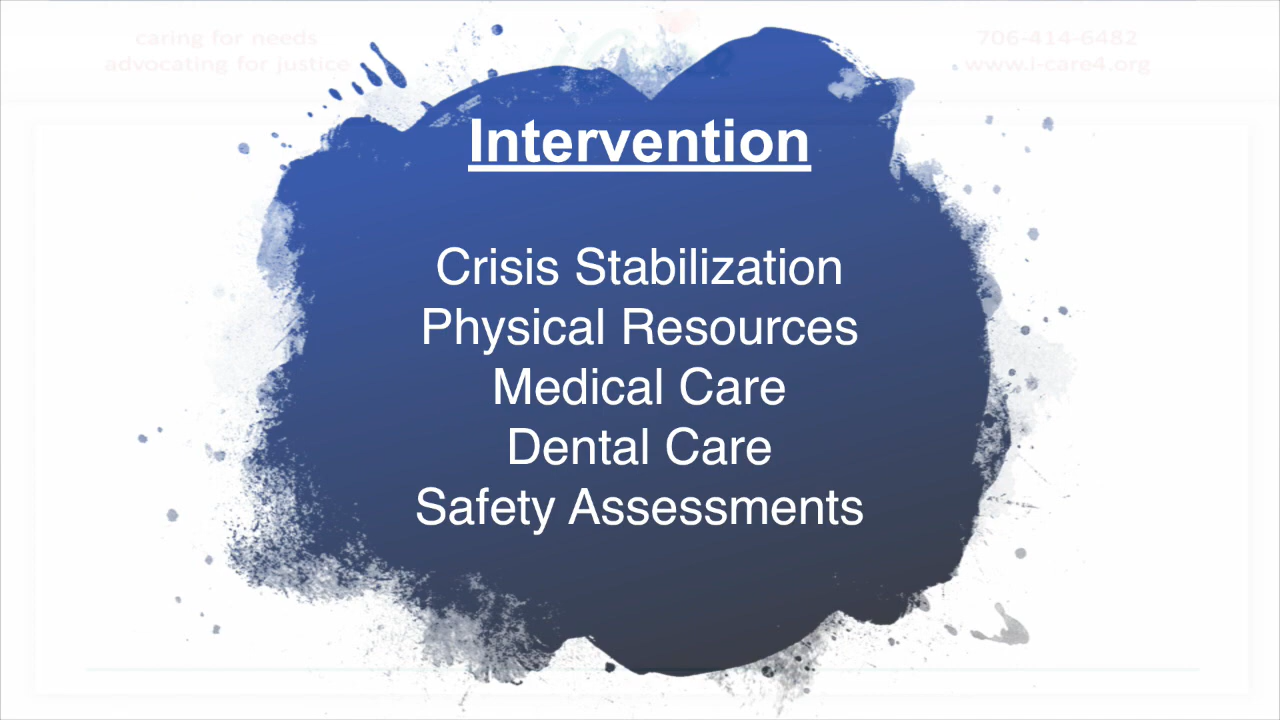 caring for needs
advocating for justice
706-414-6482
www.i-care4.org
Intervention
Crisis Stabilization
Physical Resources
Medical Care
Dental Care
Safety Assessments